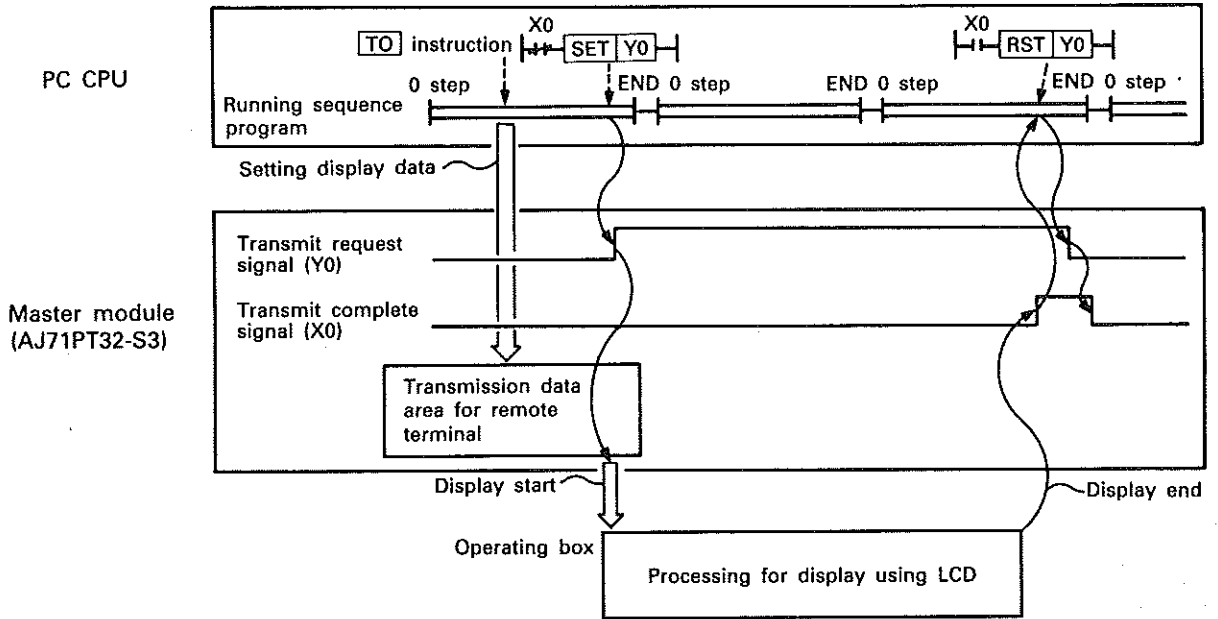 X0
X0
TO instruction
SET Y0
RST Y0
PC CPU
0 step
END 0 step
END 0 step
END 0 step
Running sequence
program
Setting display data
Transmit request
signal (Y0)
Master module
(AJ71PT32-S3)
Transmit complete
signal (X0)
Transmission data
area for remote
terminal
Display start
Display end
Operating box
Processing for display using LCD